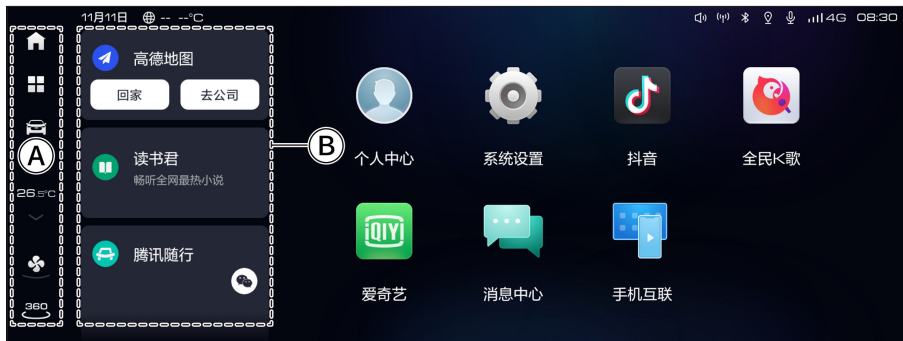 11月11日 -- --°C 4G 08:30
高德地图
回家 去公司
读书君
畅听全网最热小说
腾讯随行
A
B
26.5°C
360
个人中心 系统设置 抖音 全民K歌
iQIYI
爱奇艺 消息中心 手机互联